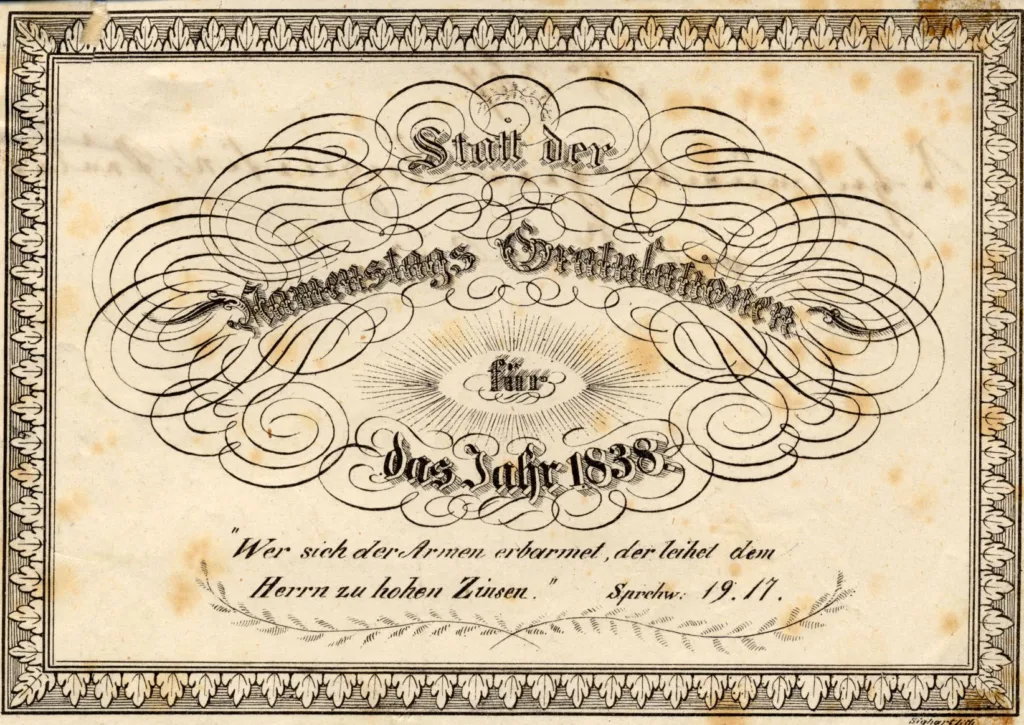 Statt der
Namenstags Gratulationen
für
das Jahr 1838.
"Wer sich der Armen erbarmet, der leihet dem
Herrn zu hohen Zinsen." Sprchw: 19. 17.